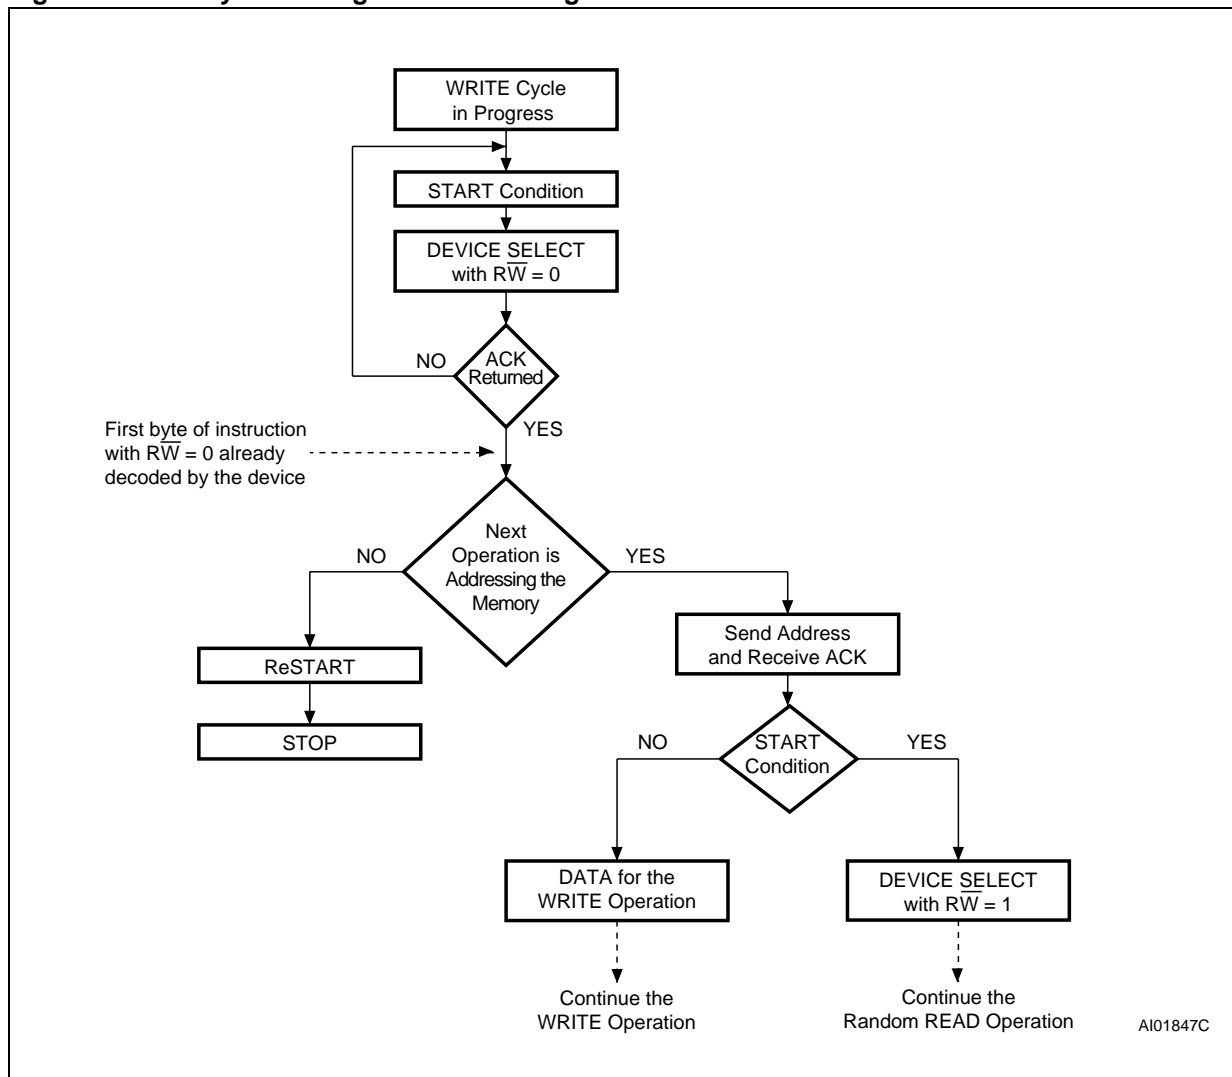 WRITE Cycle
in Progress
START Condition
DEVICE SELECT
with RW̅ = 0
NO
ACK
Returned
YES
First byte of instruction
with RW̅ = 0 already
decoded by the device
NO
Next
Operation is
Addressing the
Memory
YES
Send Address
and Receive ACK
ReSTART
STOP
NO
START
Condition
YES
DATA for the
WRITE Operation
DEVICE SELECT
with RW̅ = 1
Continue the
WRITE Operation
Continue the
Random READ Operation
AI01847C